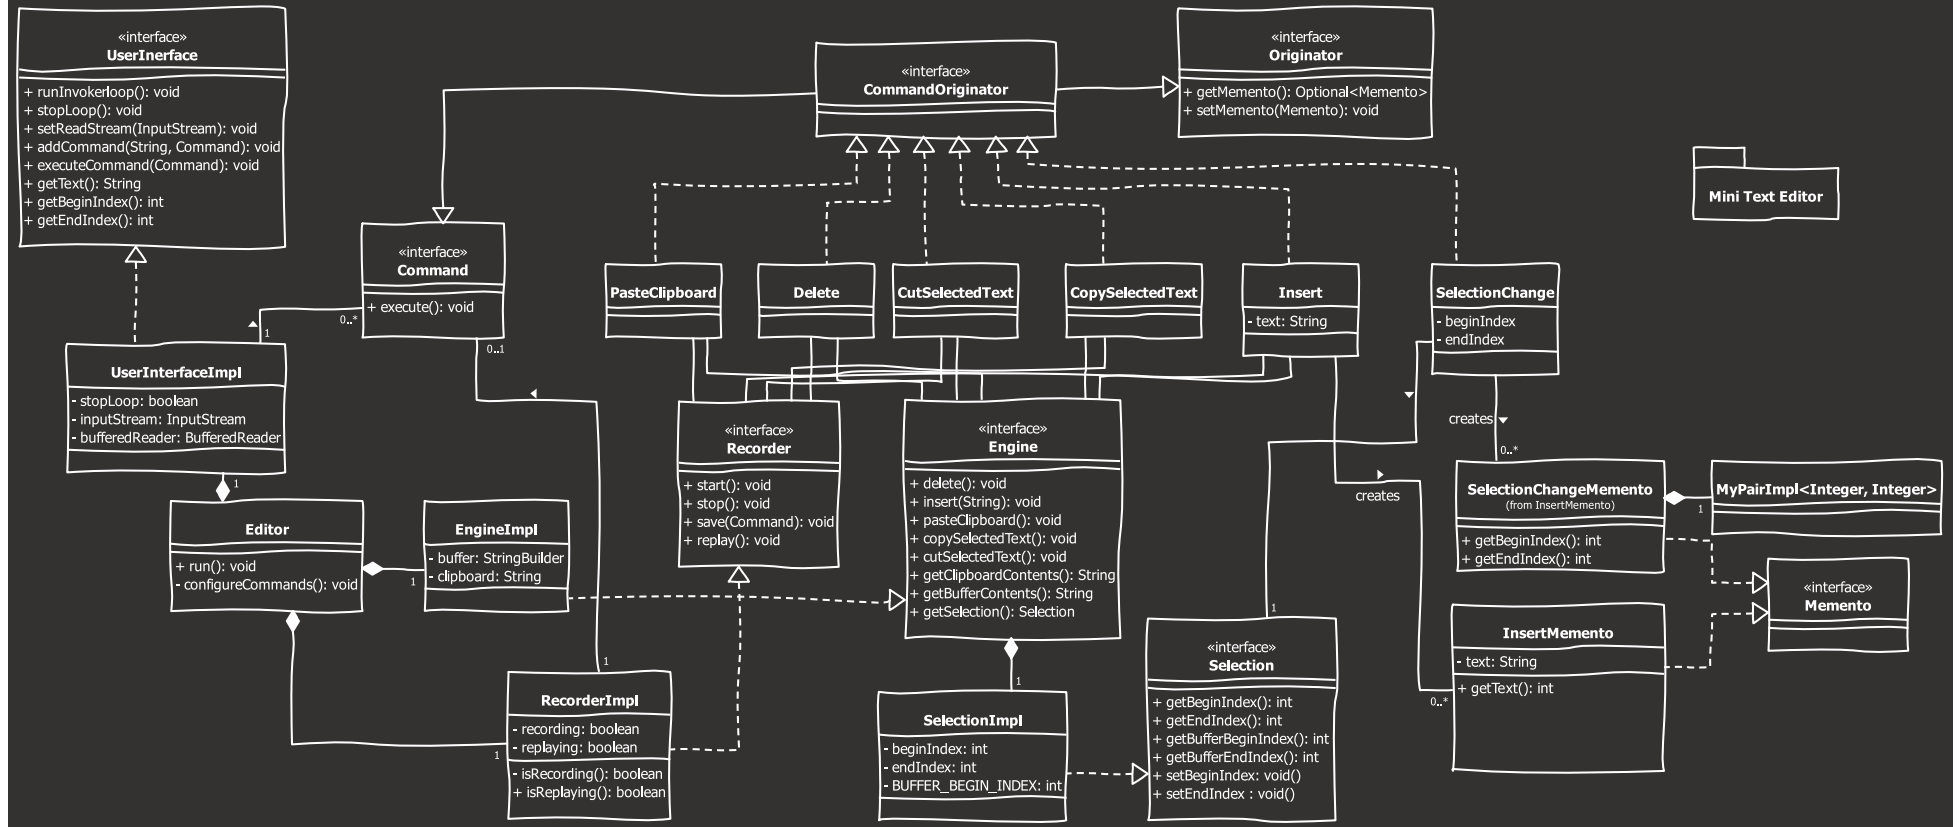 «interface»
UserInerface
+ runInvokerloop(): void
+ stopLoop(): void
+ setReadStream(InputStream): void
+ addCommand(String, Command): void
+ executeCommand(Command): void
+ getText(): String
+ getBeginIndex(): int
+ getEndIndex(): int
«interface»
CommandOriginator
«interface»
Originator
+ getMemento(): Optional<Memento>
+ setMemento(Memento): void
Mini Text Editor
«interface»
Command
+ execute(): void
0..*
1
0..1
PasteClipboard
Delete
CutSelectedText
CopySelectedText
Insert
- text: String
SelectionChange
- beginIndex
- endIndex
UserInterfaceImpl
- stopLoop: boolean
- inputStream: InputStream
- bufferedReader: BufferedReader
1
«interface»
Recorder
+ start(): void
+ stop(): void
+ save(Command): void
+ replay(): void
«interface»
Engine
+ delete(): void
+ insert(String): void
+ pasteClipboard(): void
+ copySelectedText(): void
+ cutSelectedText(): void
+ getClipboardContents(): String
+ getBufferContents(): String
+ getSelection(): Selection
creates
0..*
creates
SelectionChangeMemento
(from InsertMemento)
+ getBeginIndex(): int
+ getEndIndex(): int
1
MyPairImpl<Integer, Integer>
Editor
+ run(): void
- configureCommands(): void
1
EngineImpl
- buffer: StringBuilder
- clipboard: String
«interface»
Memento
1
«interface»
Selection
+ getBeginIndex(): int
+ getEndIndex(): int
+ getBufferBeginIndex(): int
+ getBufferEndIndex(): int
+ setBeginIndex: void()
+ setEndIndex : void()
InsertMemento
- text: String
+ getText(): int
0..*
1
RecorderImpl
- recording: boolean
- replaying: boolean
- isRecording(): boolean
+ isReplaying(): boolean
1
1
SelectionImpl
- beginIndex: int
- endIndex: int
- BUFFER_BEGIN_INDEX: int